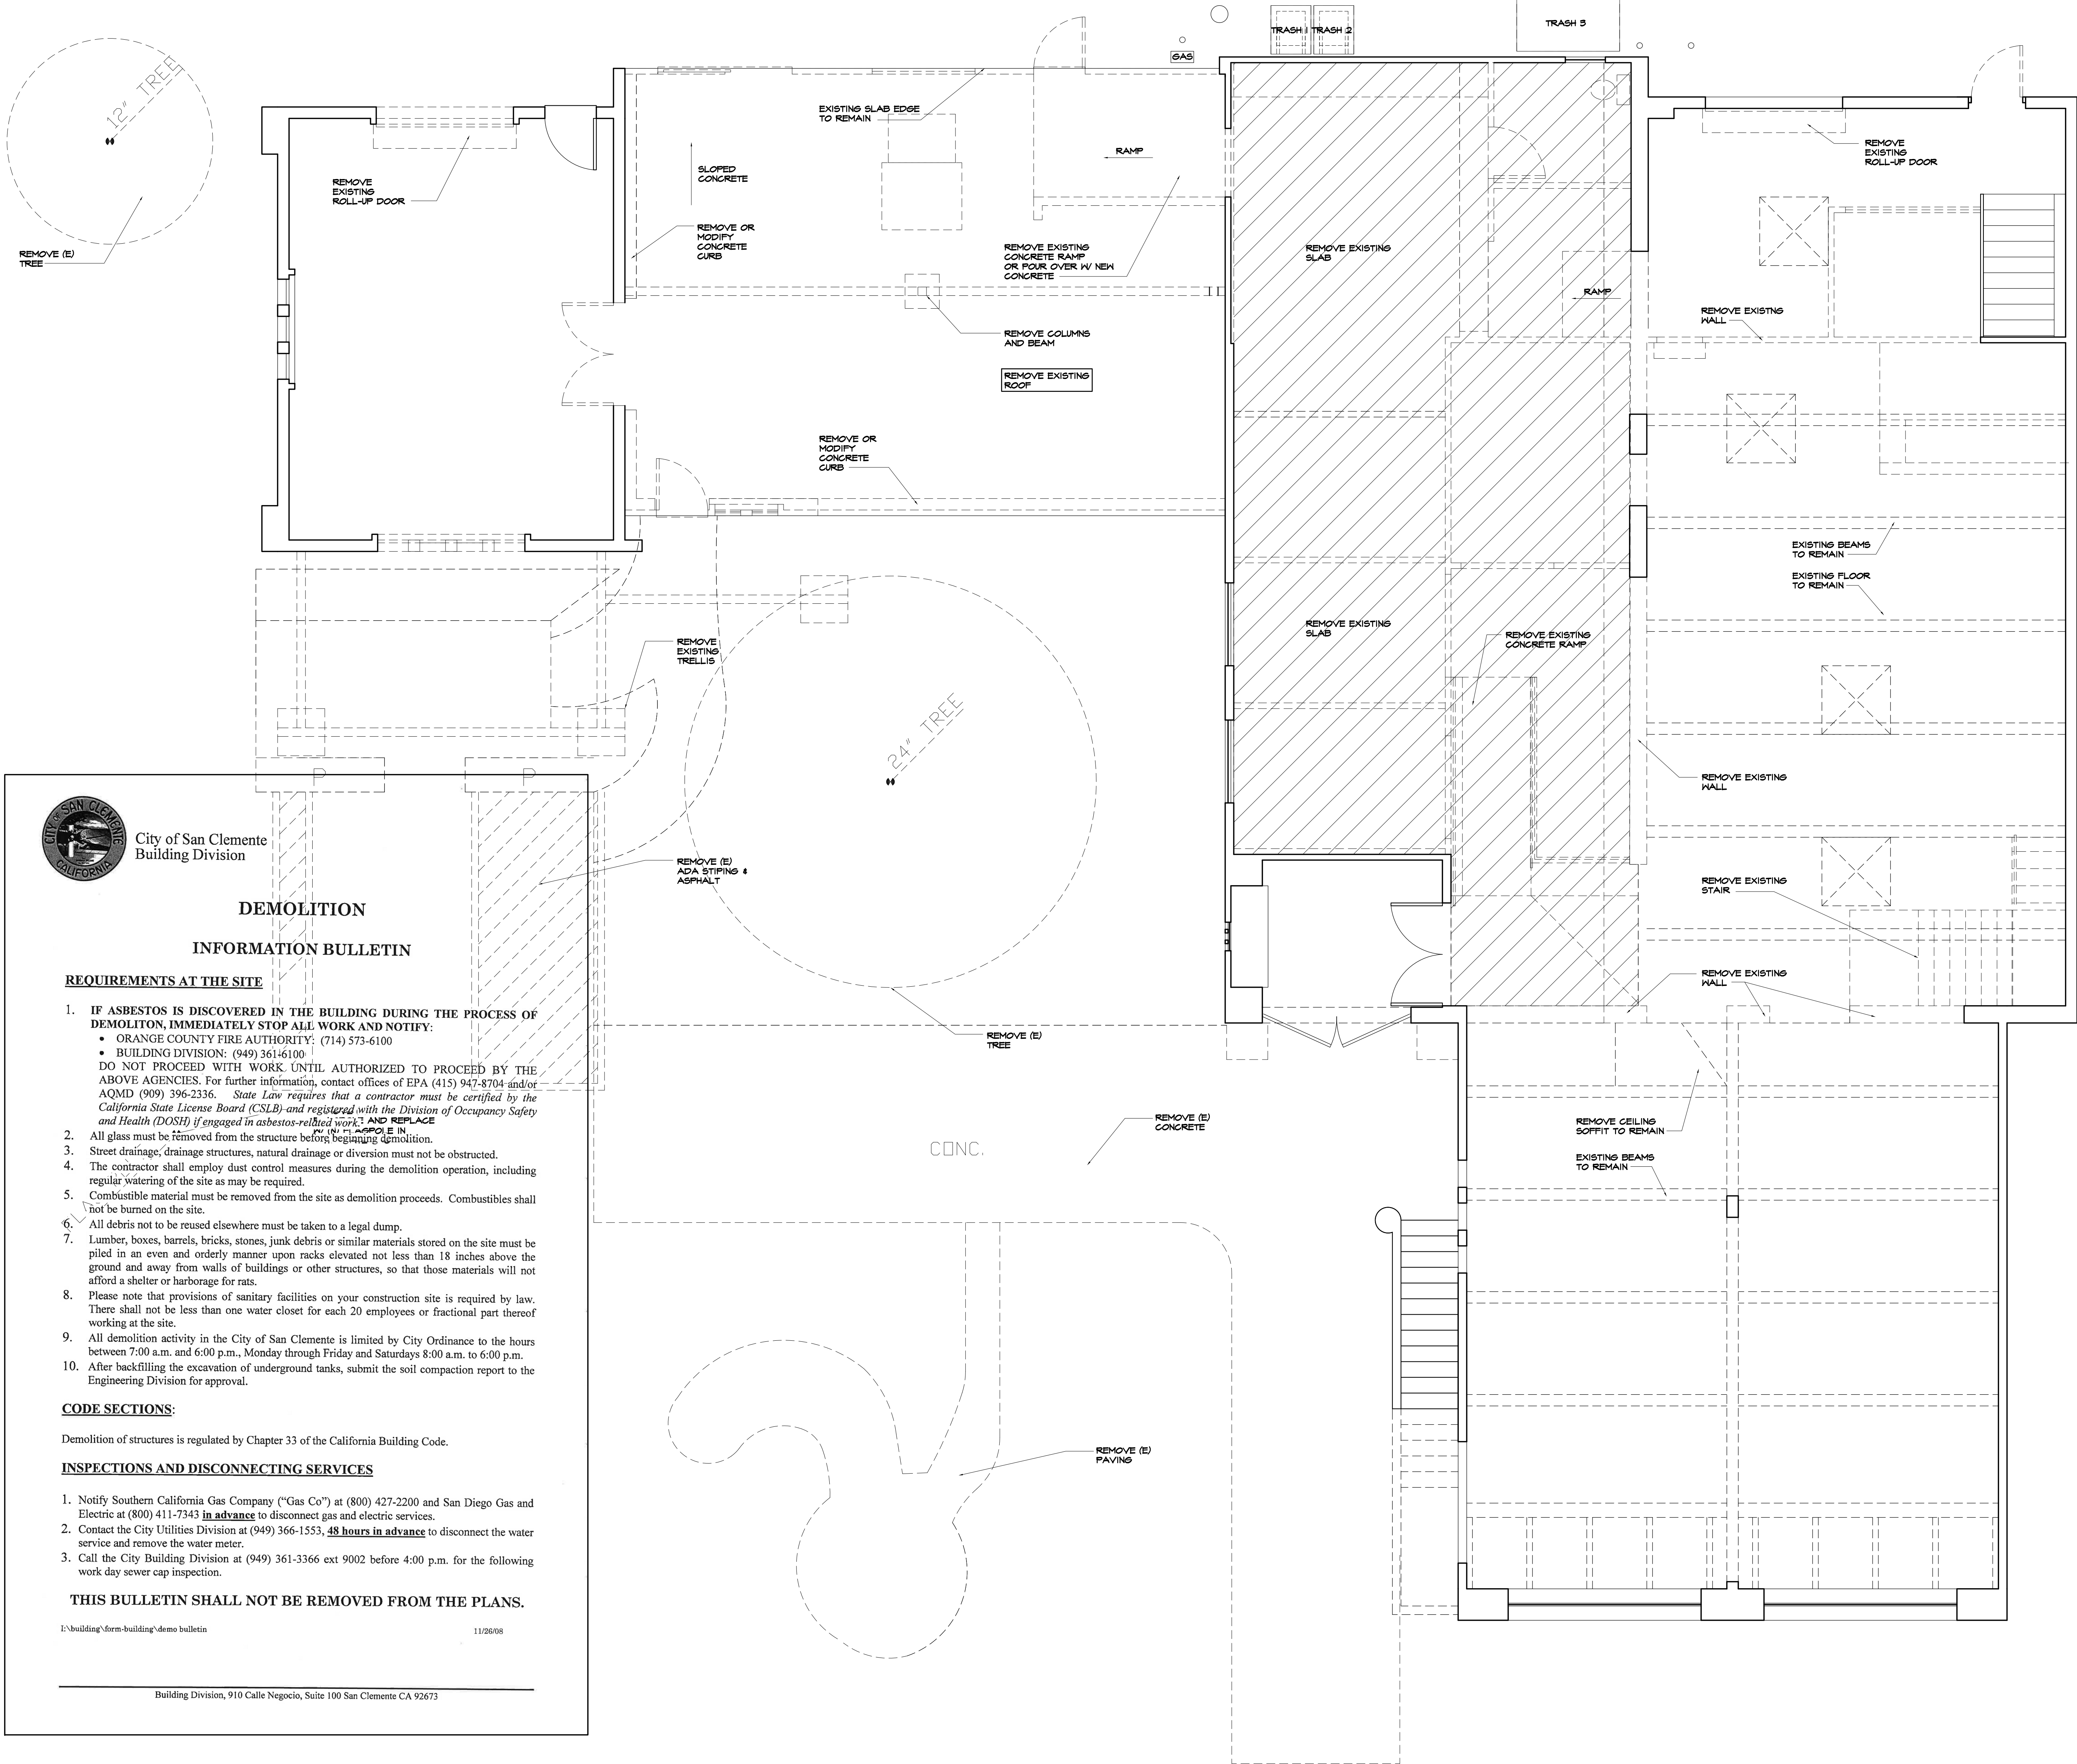 TRASH 1
TRASH 2
TRASH 3
GAS
12" TREE
REMOVE (E)
TREE
REMOVE
EXISTING
ROLL-UP DOOR
EXISTING SLAB EDGE
TO REMAIN
SLOPED
CONCRETE
RAMP
REMOVE OR
MODIFY
CONCRETE
CURB
REMOVE EXISTING
CONCRETE RAMP
OR POUR OVER W/ NEW
CONCRETE
REMOVE COLUMNS
AND BEAM
REMOVE EXISTING
ROOF
REMOVE OR
MODIFY
CONCRETE
CURB
REMOVE EXISTING
SLAB
RAMP
REMOVE
EXISTING
ROLL-UP DOOR
REMOVE EXISTNG
WALL
EXISTING BEAMS
TO REMAIN
EXISTING FLOOR
TO REMAIN
REMOVE EXISTING
SLAB
REMOVE EXISTING
CONCRETE RAMP
REMOVE
EXISTING
TRELLIS
24" TREE
REMOVE EXISTING
WALL
REMOVE (E)
ADA STIPING &
ASPHALT
REMOVE EXISTING
STAIR
REMOVE EXISTING
WALL
REMOVE (E)
TREE
REMOVE (E)
CONCRETE
CONC.
REMOVE CEILING
SOFFIT TO REMAIN
EXISTING BEAMS
TO REMAIN
REMOVE (E)
PAVING
P
P
CITY OF SAN CLEMENTE
CALIFORNIA
City of San Clemente
Building Division
DEMOLITION
INFORMATION BULLETIN
REQUIREMENTS AT THE SITE
1. IF ASBESTOS IS DISCOVERED IN THE BUILDING DURING THE PROCESS OF
DEMOLITON, IMMEDIATELY STOP ALL WORK AND NOTIFY:
• ORANGE COUNTY FIRE AUTHORITY: (714) 573-6100
• BUILDING DIVISION: (949) 361-6100
DO NOT PROCEED WITH WORK UNTIL AUTHORIZED TO PROCEED BY THE
ABOVE AGENCIES. For further information, contact offices of EPA (415) 947-8704 and/or
AQMD (909) 396-2336. State Law requires that a contractor must be certified by the
California State License Board (CSLB) and registered with the Division of Occupancy Safety
and Health (DOSH) if engaged in asbestos-related work.
AND REPLACE
IN
2. All glass must be removed from the structure before beginning demolition.
3. Street drainage, drainage structures, natural drainage or diversion must not be obstructed.
4. The contractor shall employ dust control measures during the demolition operation, including
regular watering of the site as may be required.
5. Combustible material must be removed from the site as demolition proceeds. Combustibles shall
not be burned on the site.
6. All debris not to be reused elsewhere must be taken to a legal dump.
7. Lumber, boxes, barrels, bricks, stones, junk debris or similar materials stored on the site must be
piled in an even and orderly manner upon racks elevated not less than 18 inches above the
ground and away from walls of buildings or other structures, so that those materials will not
afford a shelter or harborage for rats.
8. Please note that provisions of sanitary facilities on your construction site is required by law.
There shall not be less than one water closet for each 20 employees or fractional part thereof
working at the site.
9. All demolition activity in the City of San Clemente is limited by City Ordinance to the hours
between 7:00 a.m. and 6:00 p.m., Monday through Friday and Saturdays 8:00 a.m. to 6:00 p.m.
10. After backfilling the excavation of underground tanks, submit the soil compaction report to the
Engineering Division for approval.
CODE SECTIONS:
Demolition of structures is regulated by Chapter 33 of the California Building Code.
INSPECTIONS AND DISCONNECTING SERVICES
1. Notify Southern California Gas Company (“Gas Co”) at (800) 427-2200 and San Diego Gas and
Electric at (800) 411-7343 in advance to disconnect gas and electric services.
2. Contact the City Utilities Division at (949) 366-1553, 48 hours in advance to disconnect the water
service and remove the water meter.
3. Call the City Building Division at (949) 361-3366 ext 9002 before 4:00 p.m. for the following
work day sewer cap inspection.
THIS BULLETIN SHALL NOT BE REMOVED FROM THE PLANS.
I:\building\form-building\demo bulletin
11/26/08
Building Division, 910 Calle Negocio, Suite 100 San Clemente CA 92673